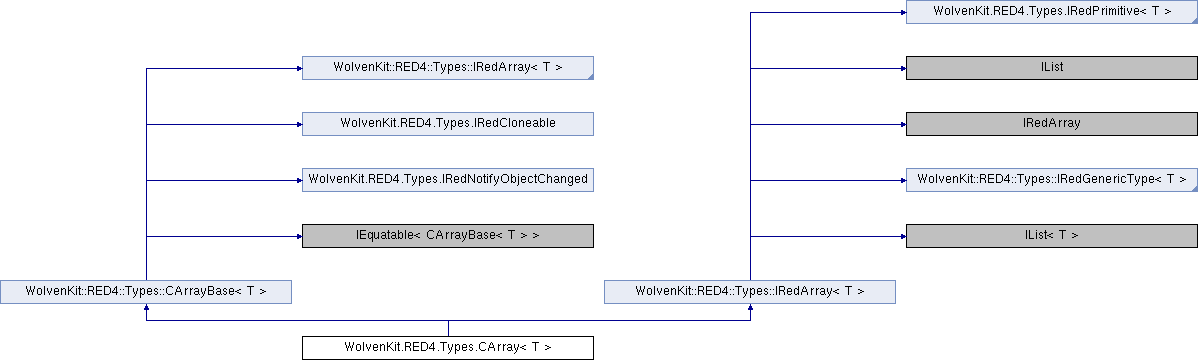 WolvenKit.RED4.Types.IRedPrimitive< T >
WolvenKit::RED4::Types::IRedArray< T >
IList
WolvenKit.RED4.Types.IRedCloneable
IRedArray
WolvenKit.RED4.Types.IRedNotifyObjectChanged
WolvenKit::RED4::Types::IRedGenericType< T >
IEquatable< CArrayBase< T > >
IList< T >
WolvenKit::RED4::Types::CArrayBase< T >
WolvenKit::RED4::Types::IRedArray< T >
WolvenKit.RED4.Types.CArray< T >